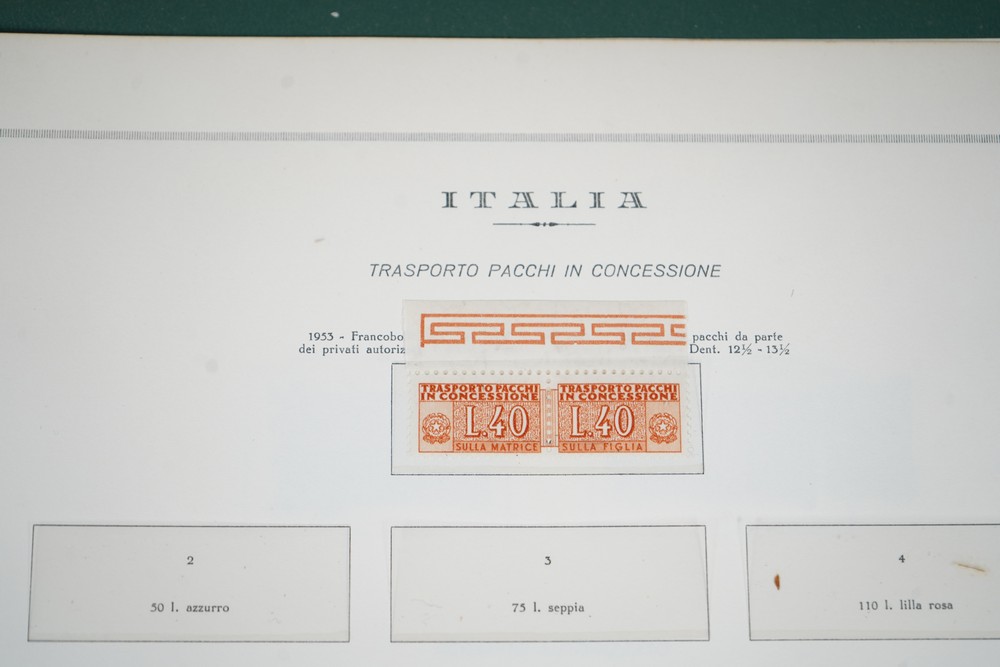 ITALIA
TRASPORTO PACCHI IN CONCESSIONE
1953 - Francobo pacchi da parte
dei privati autoriz Dent. 12½ - 13½
TRASPORTO PACCHI TRASPORTO PACCHI
IN CONCESSIONE IN CONCESSIONE
L.40 L.40
SULLA MATRICE SULLA FIGLIA
2 3 4
50 l. azzurro 75 l. seppia 110 l. lilla rosa